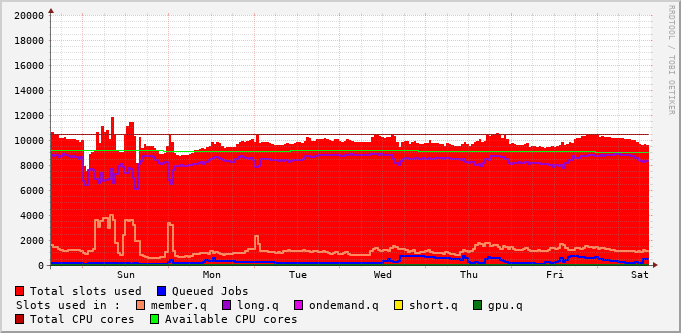 20000
18000
16000
14000
12000
10000
8000
6000
4000
2000
0
Sun Mon Tue Wed Thu Fri Sat
RRDTOOL / TOBI OETIKER
Total slots used Queued Jobs
Slots used in : member.q long.q ondemand.q short.q gpu.q
Total CPU cores Available CPU cores